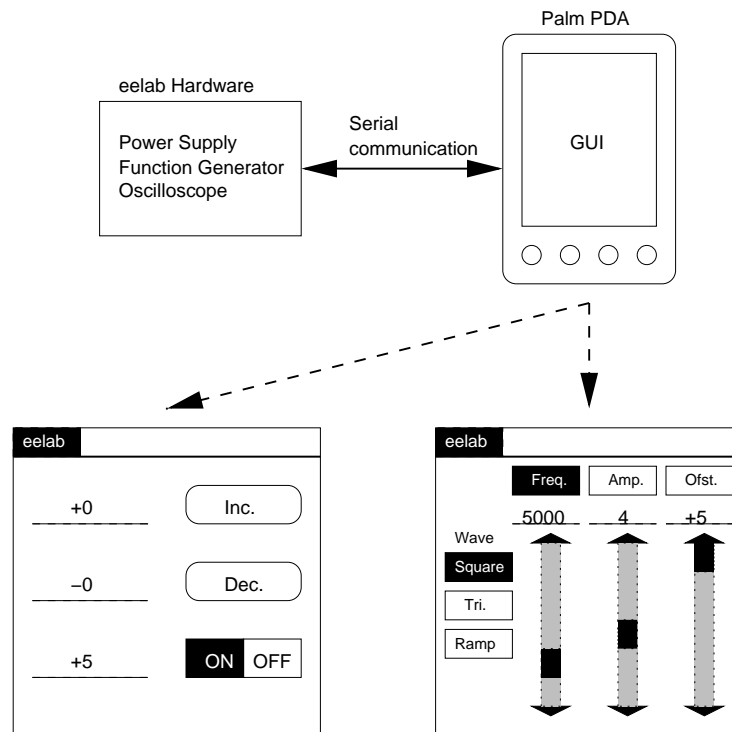 Palm PDA
eelab Hardware
Power Supply
Function Generator
Oscilloscope
Serial
communication
GUI
eelab
+0
Inc.
−0
Dec.
+5
ON OFF
eelab
Freq. Amp. Ofst.
5000 4 +5
Wave
Square
Tri.
Ramp